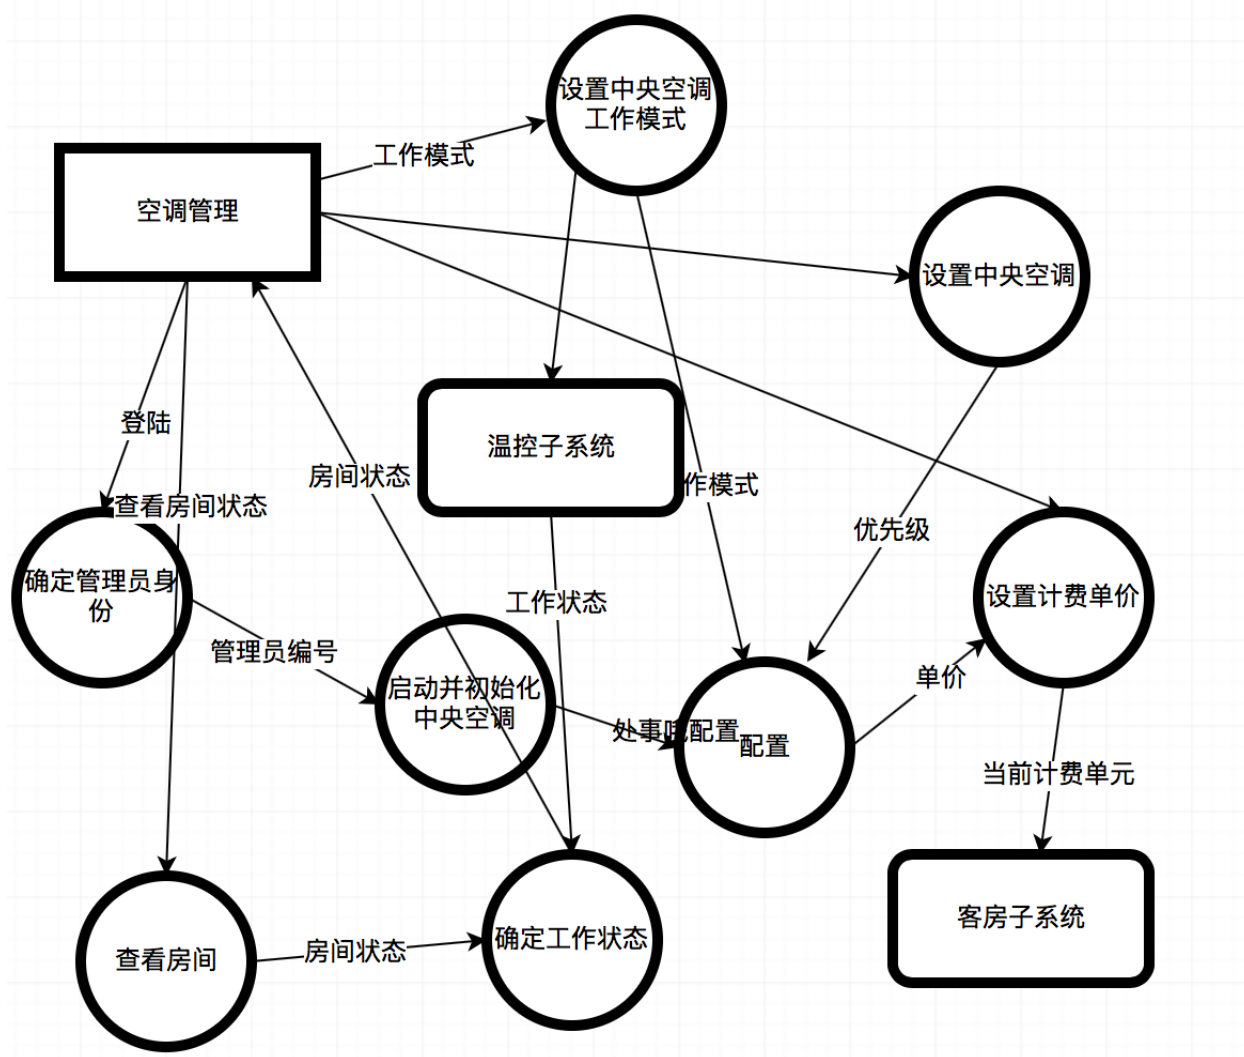 设置中央空调
工作模式
工作模式
空调管理
设置中央空调
登陆
温控子系统
房间状态
作模式
查看房间状态
优先级
确定管理员身
份
设置计费单价
工作状态
管理员编号
单价
启动并初始化
中央空调
处事
配置
配置
当前计费单元
客房子系统
确定工作状态
房间状态
查看房间